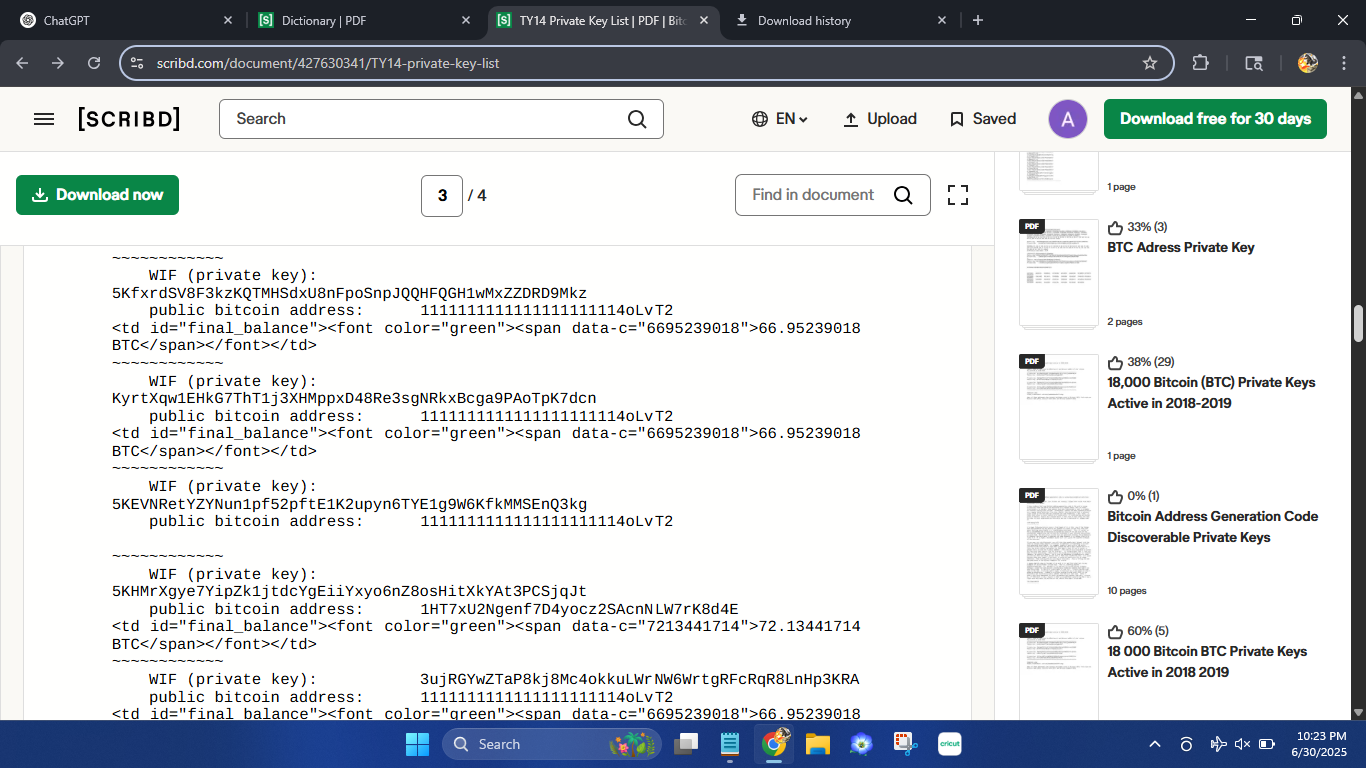 ChatGPT
Dictionary | PDF
TY14 Private Key List | PDF | Bitc
Download history
scribd.com/document/427630341/TY14-private-key-list
[SCRIBD]
Search
EN
Upload
Saved
A
Download free for 30 days
Download now
3 / 4
Find in document
~~~~~~~~~~~~
WIF (private key):
5KfxrdSV8F3kzKQTMHSdxU8nFpoSnpJQQHFQGH1wMxZZDRD9Mkz
public bitcoin address: 1111111111111111111114oLvT2
<td id="final_balance"><font color="green"><span data-c="6695239018">66.95239018
BTC</span></font></td>
~~~~~~~~~~~~
WIF (private key):
KyrtXqw1EHkG7ThT1j3XHMppxD48Re3sgNRkxBcga9PAoTpK7dcn
public bitcoin address: 1111111111111111111114oLvT2
<td id="final_balance"><font color="green"><span data-c="6695239018">66.95239018
BTC</span></font></td>
~~~~~~~~~~~~
WIF (private key):
5KEVNRetYZYNun1pf52pftE1K2upyn6TYE1g9W6KfkMMSEnQ3kg
public bitcoin address: 1111111111111111111114oLvT2
~~~~~~~~~~~~
WIF (private key):
5KHMrXgye7YipZk1jtdcYgEiiYxyo6nZ8osHitXkYAt3PCSjqJt
public bitcoin address: 1HT7xU2Ngenf7D4yocz2SAcnNLW7rK8d4E
<td id="final_balance"><font color="green"><span data-c="7213441714">72.13441714
BTC</span></font></td>
~~~~~~~~~~~~
WIF (private key): 3ujRGYwZTaP8kj8Mc4okkuLWrNW6WrtgRFcRqR8LnHp3KRA
public bitcoin address: 1111111111111111111114oLvT2
<td id="final_balance"><font color="green"><span data-c="6695239018">66.95239018
1 page
PDF
33% (3)
BTC Adress Private Key
2 pages
PDF
38% (29)
18,000 Bitcoin (BTC) Private Keys
Active in 2018-2019
1 page
PDF
0% (1)
Bitcoin Address Generation Code
Discoverable Private Keys
10 pages
PDF
60% (5)
18 000 Bitcoin BTC Private Keys
Active in 2018 2019
Search
cricut
10:23 PM
6/30/2025